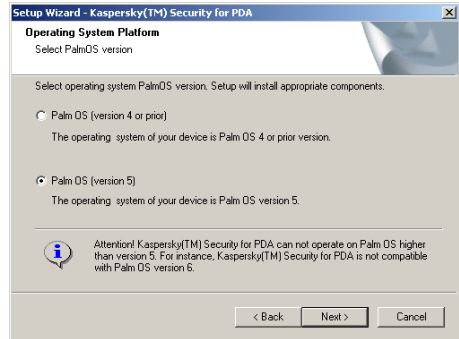 Setup Wizard - Kaspersky(TM) Security for PDA
Operating System Platform
Select PalmOS version
Select operating system PalmOS version. Setup will install appropriate components.
Palm OS (version 4 or prior)
The operating system of your device is Palm OS 4 or prior version.
Palm OS (version 5)
The operating system of your device is Palm OS version 5.
Attention! Kaspersky(TM) Security for PDA can not operate on Palm OS higher
than version 5. For instance, Kaspersky(TM) Security for PDA is not compatible
with Palm OS version 6.
< Back Next > Cancel